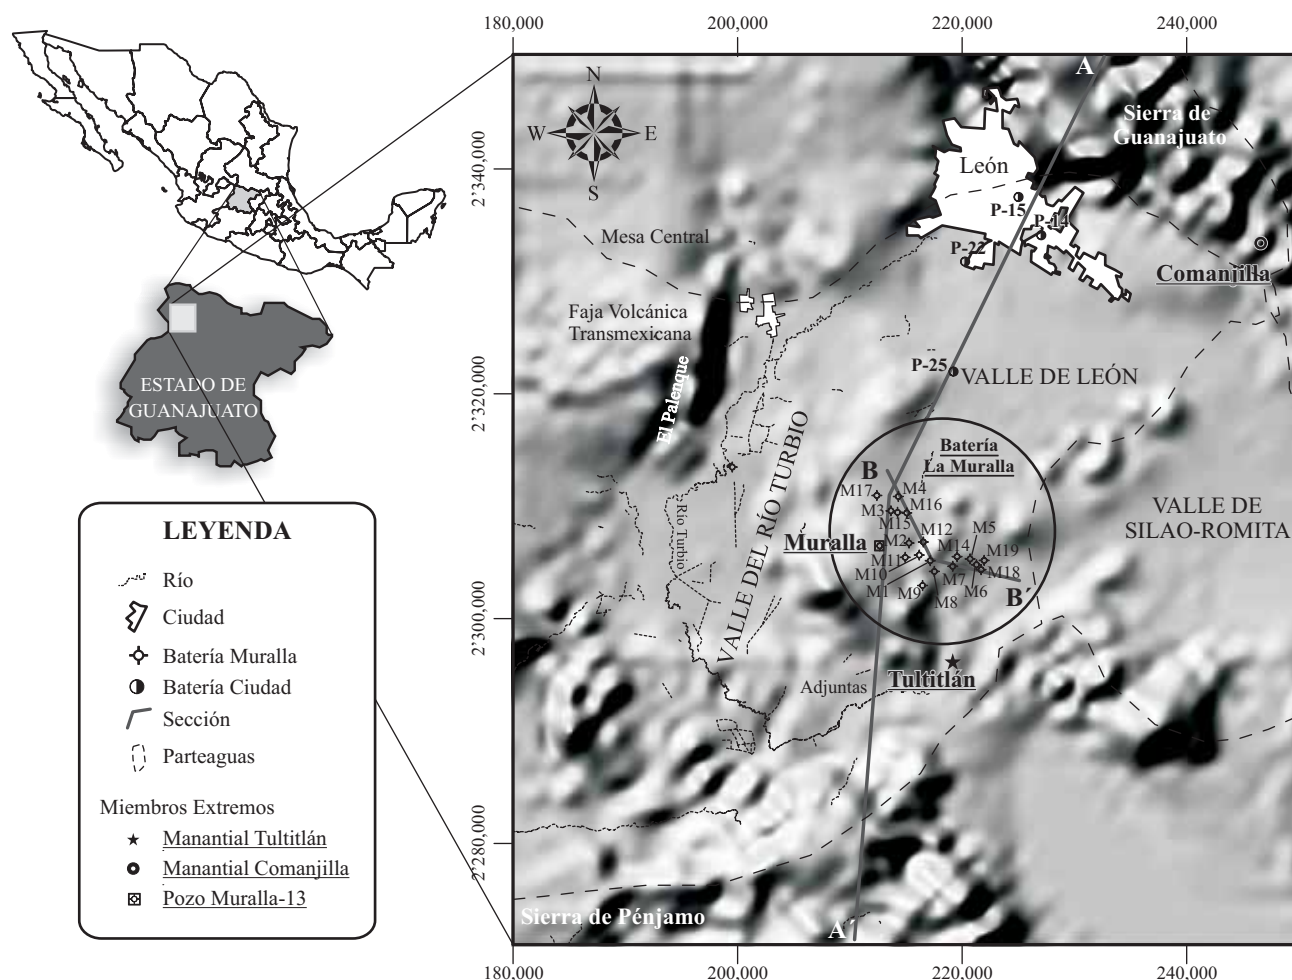 180,000
200,000
220,000
240,000
2'340,000
2'320,000
2'300,000
2'280,000
N
W
E
S
A
Sierra de
Guanajuato
León
P-15
P-14
P-22
Mesa Central
Comanjilla
Faja Volcánica
Transmexicana
El Palenque
P-25
VALLE DE LEÓN
VALLE DEL RÍO TURBIO
Río Turbio
Batería
La Muralla
B
M17
M4
M3
M16
M15
M5
M12
Muralla
M2
M14
M19
M11
M10
M18
M7
M1
M9
M6
M8
B´
VALLE DE
SILAO-ROMITA
Tultitlán
Adjuntas
Sierra de Pénjamo
A´
180,000
200,000
220,000
240,000
ESTADO DE
GUANAJUATO
LEYENDA
Río
Ciudad
Batería Muralla
Batería Ciudad
Sección
Parteaguas
Miembros Extremos
Manantial Tultitlán
Manantial Comanjilla
Pozo Muralla-13